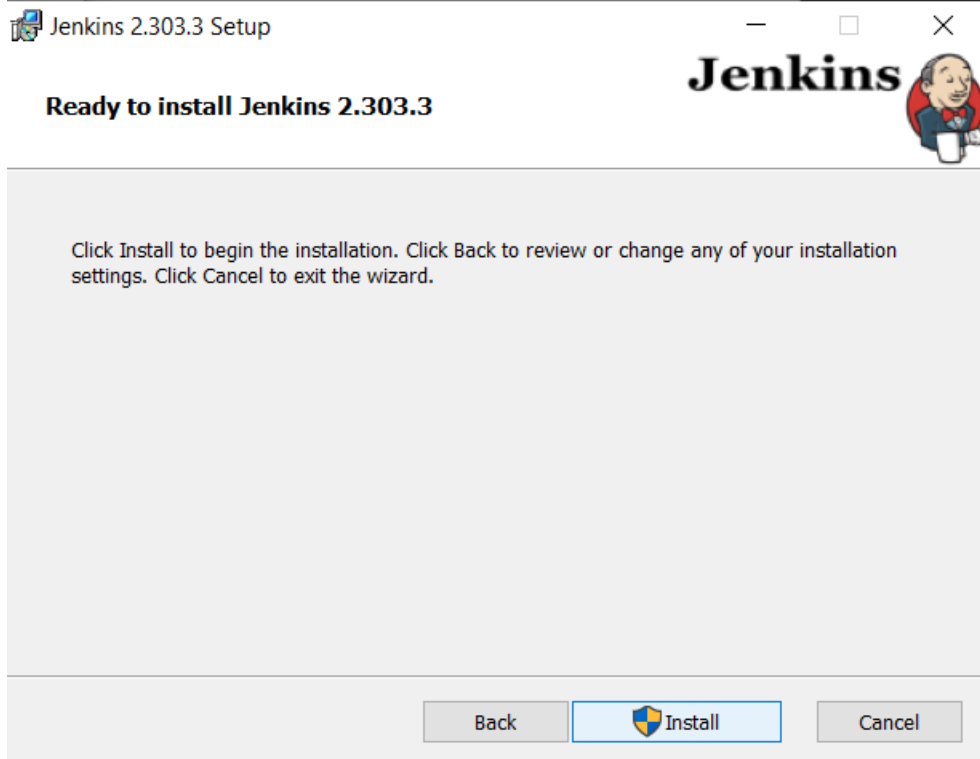 Jenkins 2.303.3 Setup
Jenkins
Ready to install Jenkins 2.303.3
Click Install to begin the installation. Click Back to review or change any of your installation
settings. Click Cancel to exit the wizard.
Back
Install
Cancel